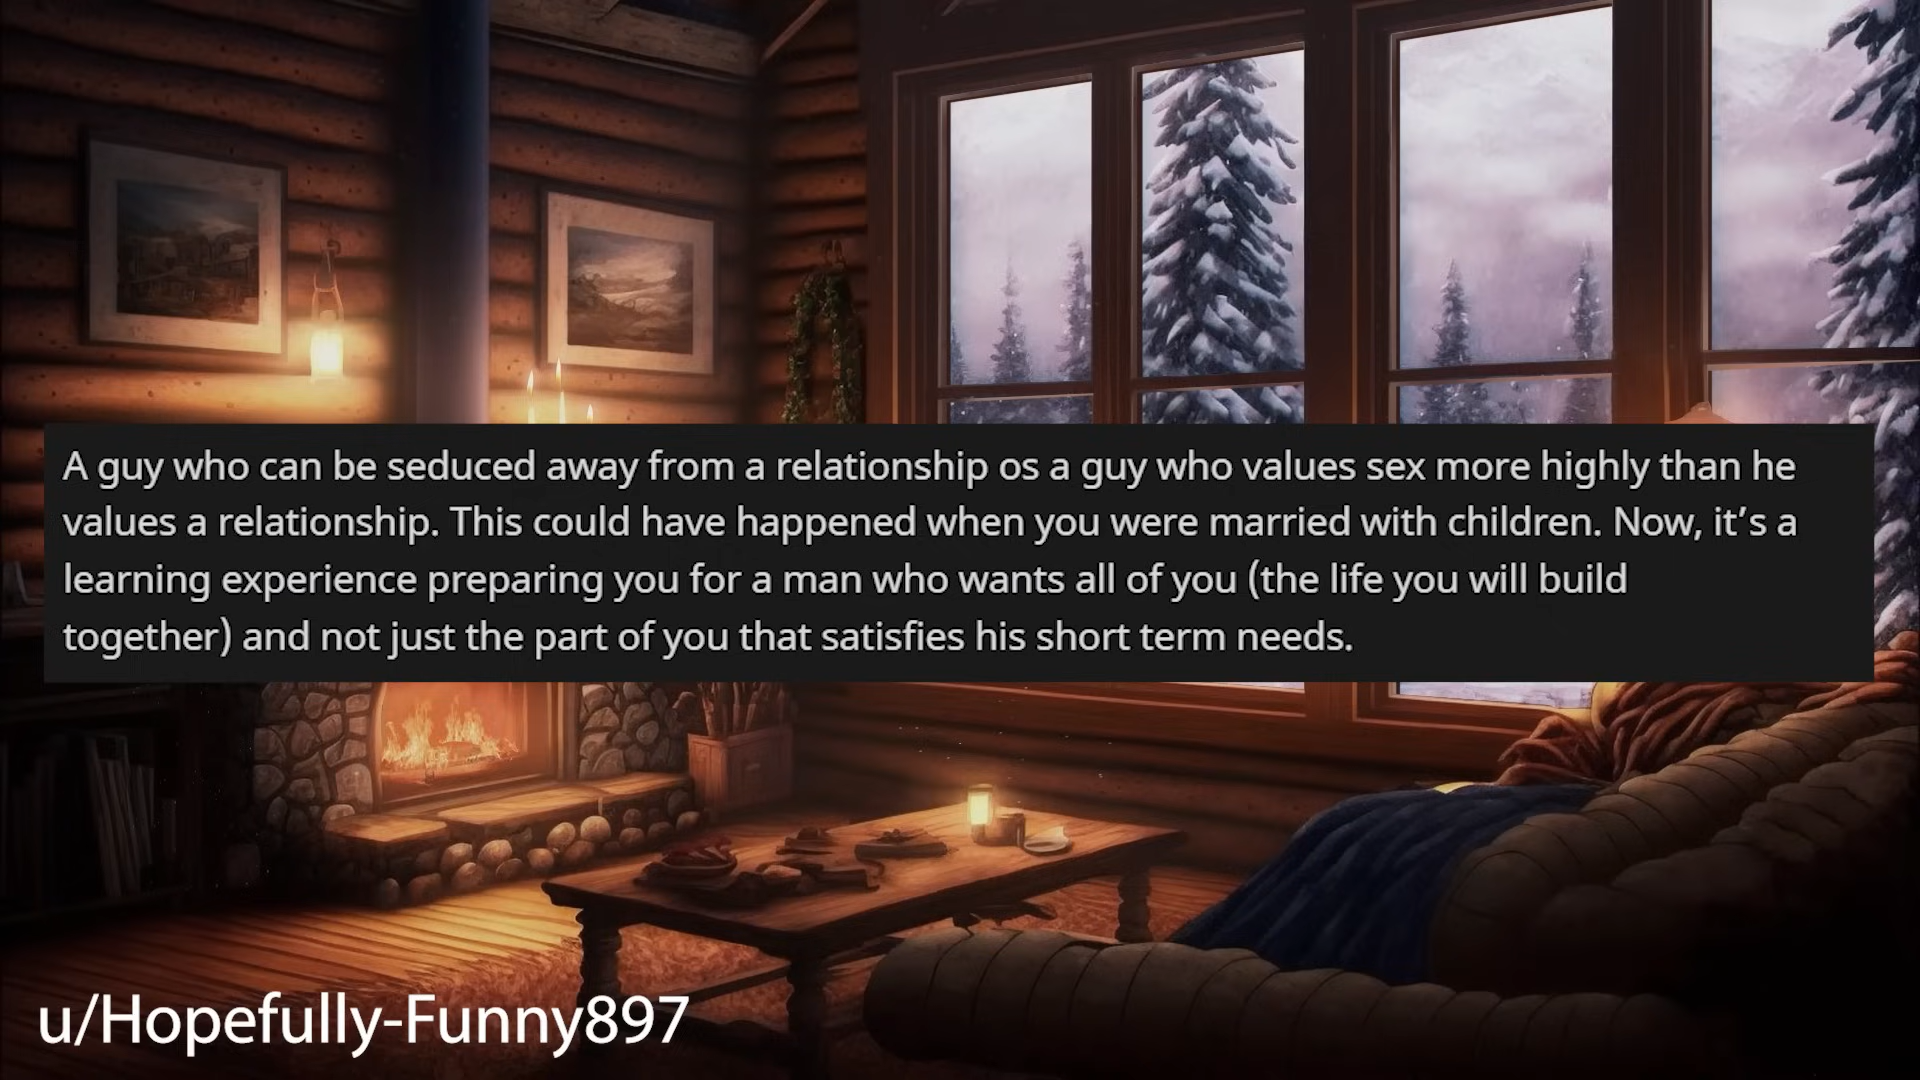 A guy who can be seduced away from a relationship os a guy who values sex more highly than he
values a relationship. This could have happened when you were married with children. Now, it’s a
learning experience preparing you for a man who wants all of you (the life you will build
together) and not just the part of you that satisfies his short term needs.
u/Hopefully-Funny897